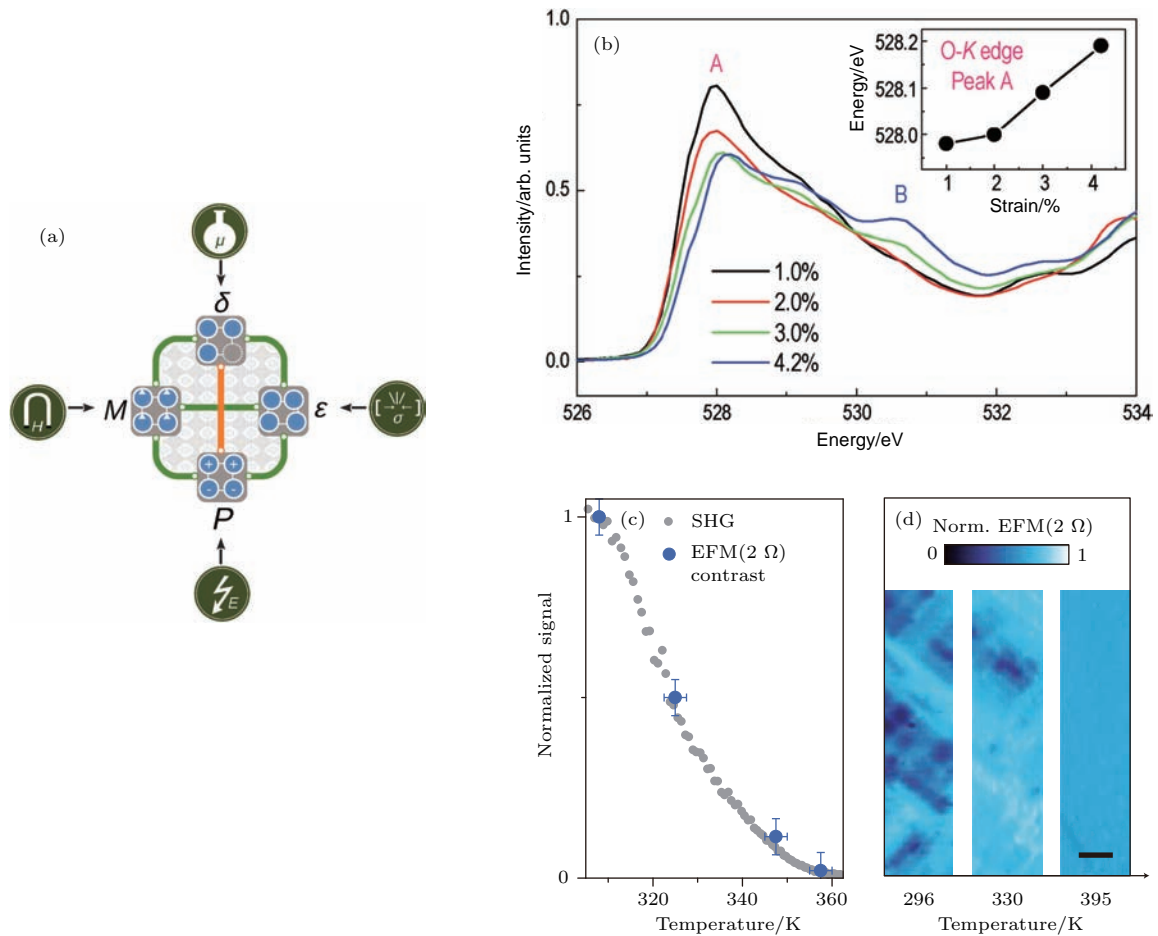 (a)
μ
δ
H
M
ε
σ
P
E
(b)
Intensity/arb. units
1.0
0.5
0.0
A
B
1.0%
2.0%
3.0%
4.2%
526
528
530
532
534
Energy/eV
O-K edge
Peak A
Energy/eV
528.2
528.1
528.0
1
2
3
4
Strain/%
(c)
SHG
EFM(2 Ω)
contrast
Normalized signal
1
0
320
340
360
Temperature/K
(d)
Norm. EFM(2 Ω)
0
1
296
330
395
Temperature/K